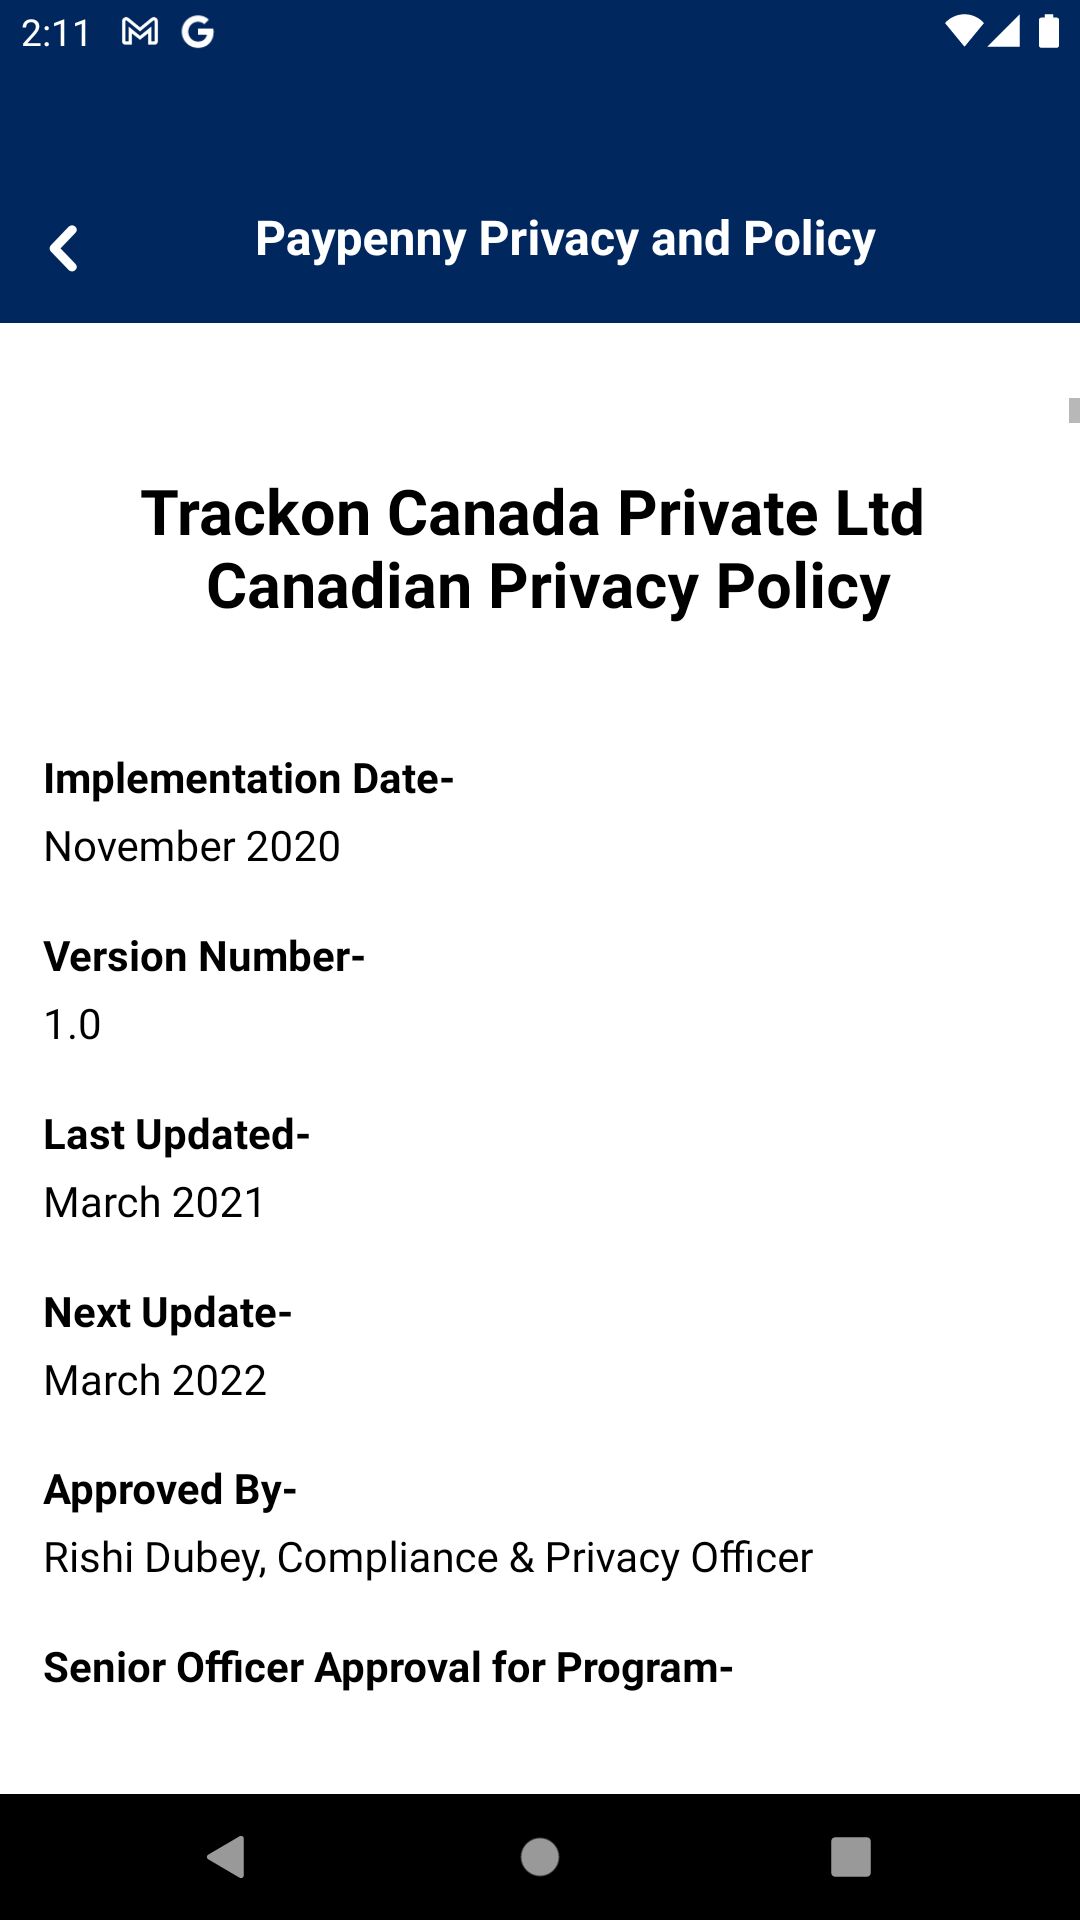 2:11
Paypenny Privacy and Policy
Trackon Canada Private Ltd
Canadian Privacy Policy
Implementation Date-
November 2020
Version Number-
1.0
Last Updated-
March 2021
Next Update-
March 2022
Approved By-
Rishi Dubey, Compliance & Privacy Officer
Senior Officer Approval for Program-